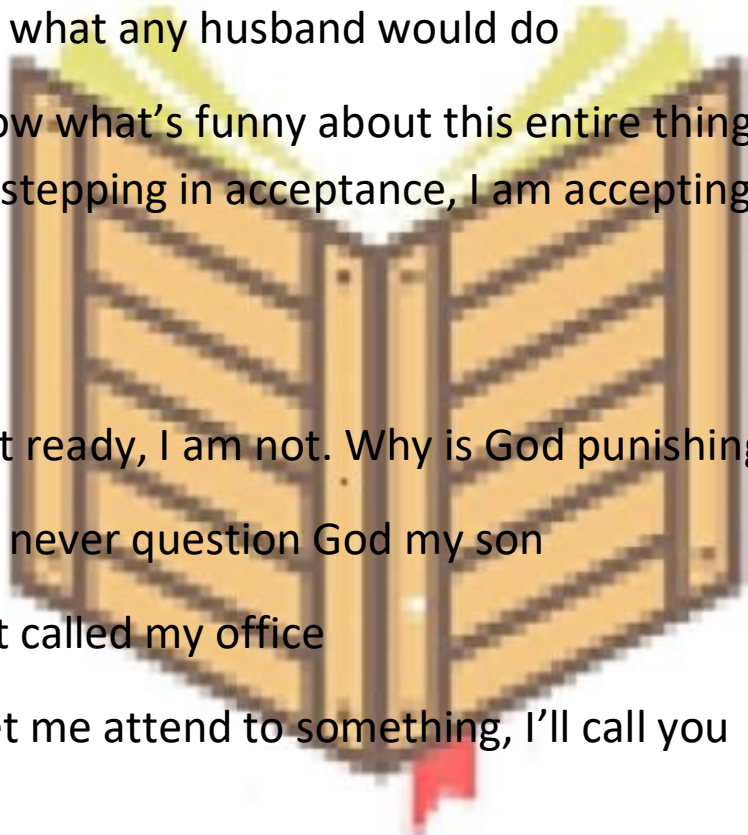 what any husband would do
ow what’s funny about this entire thing
stepping in acceptance, I am accepting
t ready, I am not. Why is God punishing
never question God my son
t called my office
et me attend to something, I’ll call you